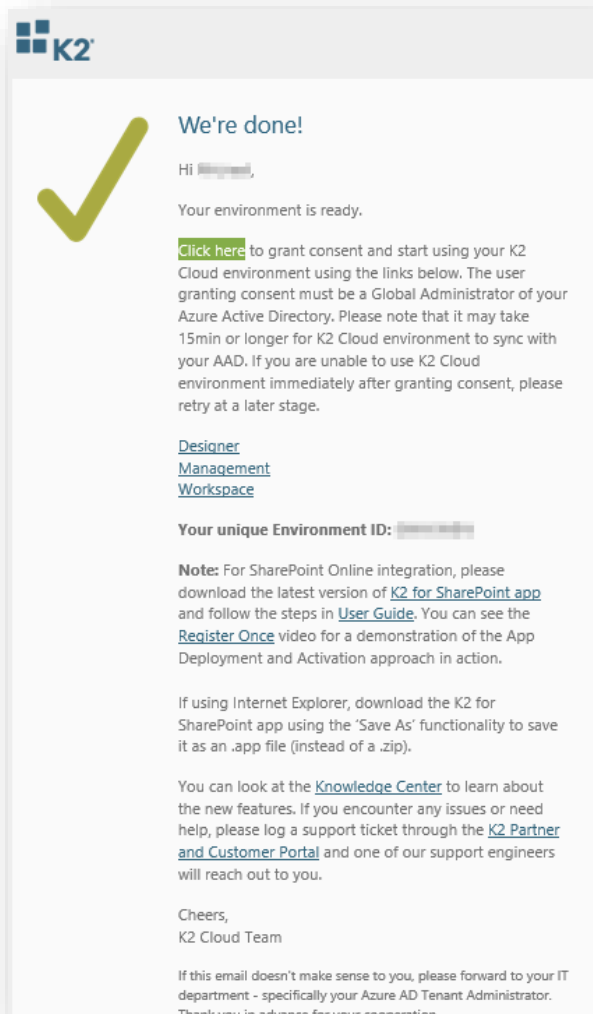 K2
We're done!
Hi
Your environment is ready.
Click here to grant consent and start using your K2
Cloud environment using the links below. The user
granting consent must be a Global Administrator of your
Azure Active Directory. Please note that it may take
15min or longer for K2 Cloud environment to sync with
your AAD. If you are unable to use K2 Cloud
environment immediately after granting consent, please
retry at a later stage.
Designer
Management
Workspace
Your unique Environment ID:
Note: For SharePoint Online integration, please
download the latest version of K2 for SharePoint app
and follow the steps in User Guide. You can see the
Register Once video for a demonstration of the App
Deployment and Activation approach in action.
If using Internet Explorer, download the K2 for
SharePoint app using the 'Save As' functionality to save
it as an .app file (instead of a .zip).
You can look at the Knowledge Center to learn about
the new features. If you encounter any issues or need
help, please log a support ticket through the K2 Partner
and Customer Portal and one of our support engineers
will reach out to you.
Cheers,
K2 Cloud Team
If this email doesn't make sense to you, please forward to your IT
department - specifically your Azure AD Tenant Administrator.
Thank you in advance for your cooperation